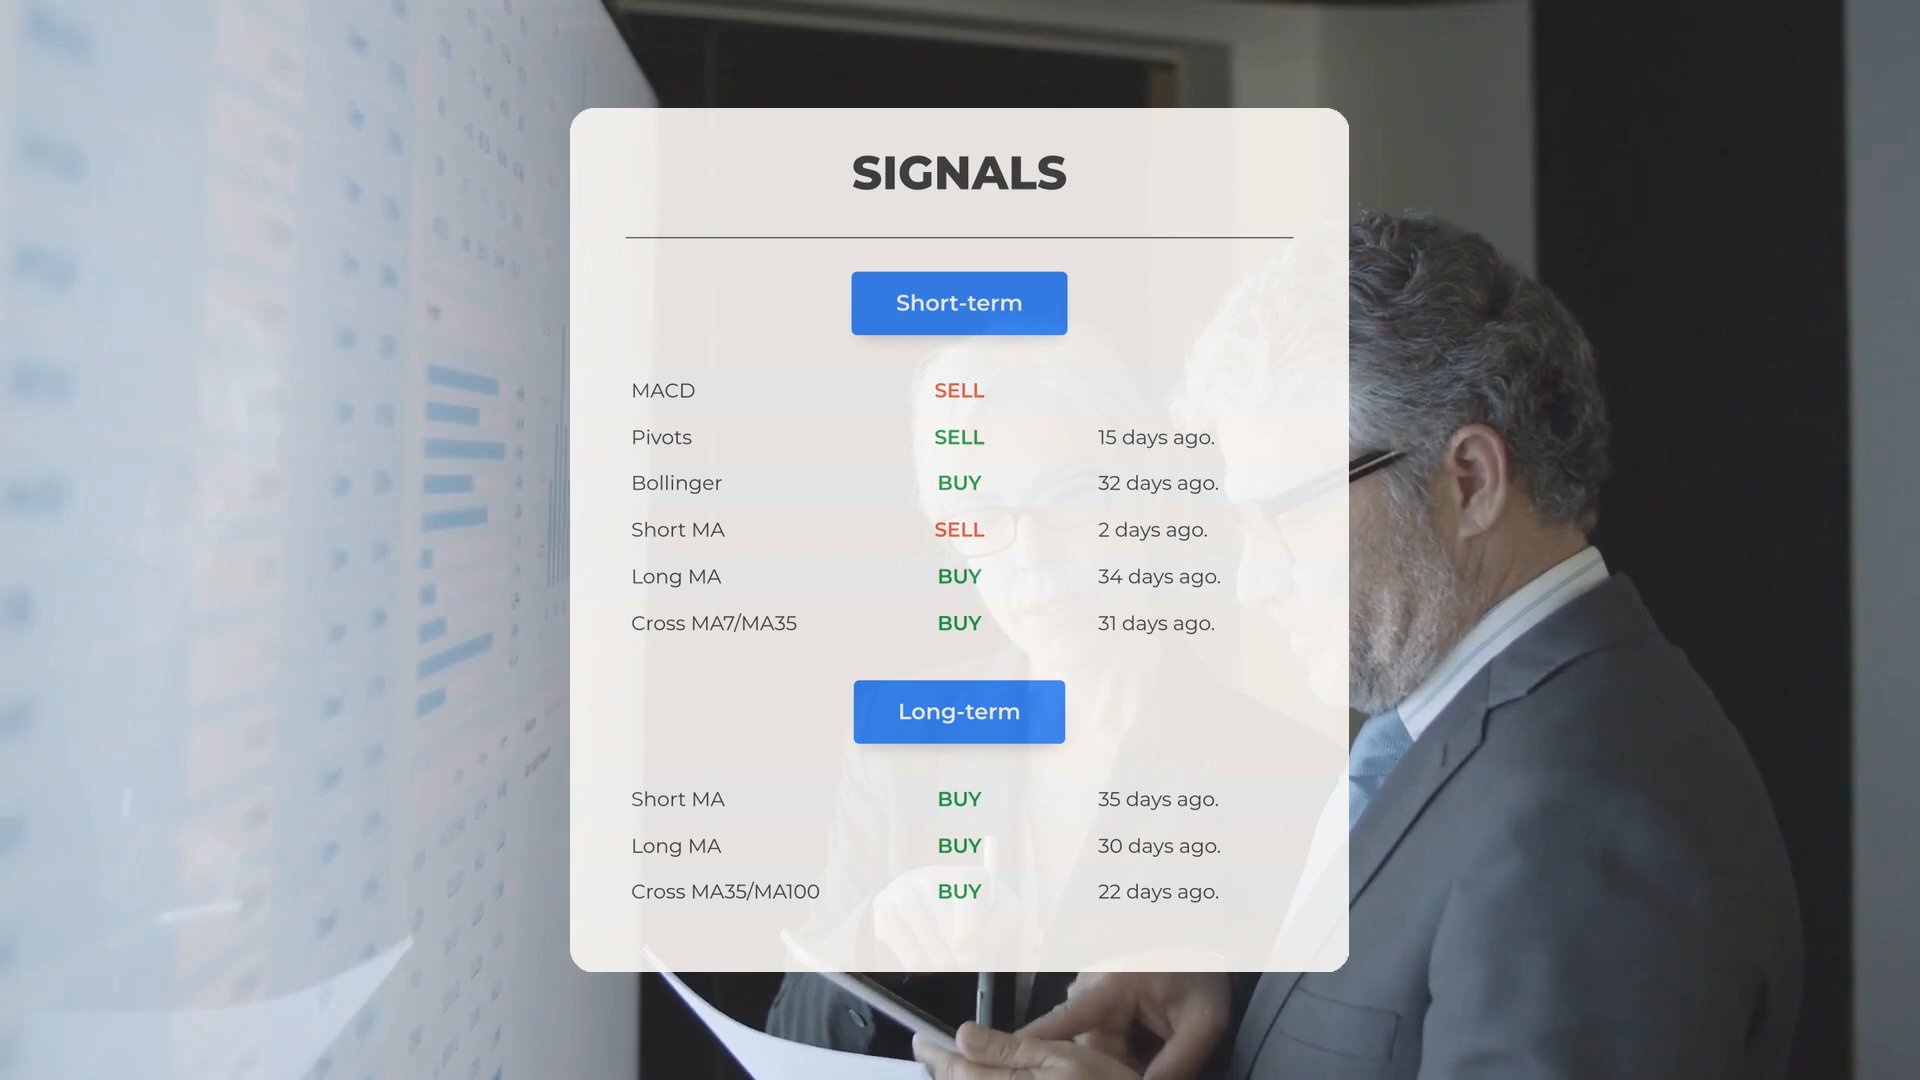 SIGNALS
Short-term
MACD SELL
Pivots SELL 15 days ago.
Bollinger BUY 32 days ago.
Short MA SELL 2 days ago.
Long MA BUY 34 days ago.
Cross MA7/MA35 BUY 31 days ago.
Long-term
Short MA BUY 35 days ago.
Long MA BUY 30 days ago.
Cross MA35/MA100 BUY 22 days ago.